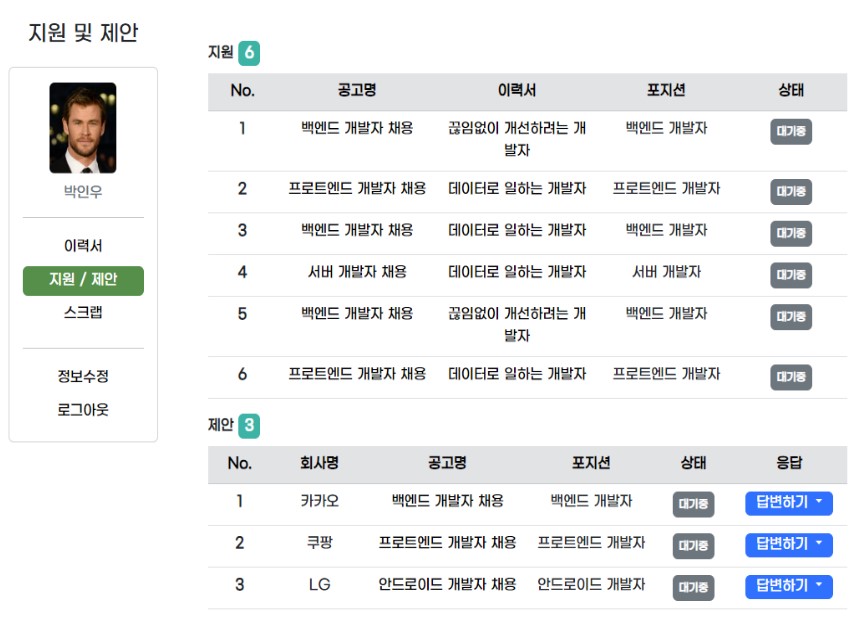 지원 및 제안
박인우
이력서
지원 / 제안
스크랩
정보수정
로그아웃
지원 6
No. 공고명 이력서 포지션 상태
1 백엔드 개발자 채용 끊임없이 개선하려는 개 백엔드 개발자 대기중
발자
2 프로트엔드 개발자 채용 데이터로 일하는 개발자 프로트엔드 개발자 대기중
3 백엔드 개발자 채용 데이터로 일하는 개발자 백엔드 개발자 대기중
4 서버 개발자 채용 데이터로 일하는 개발자 서버 개발자 대기중
5 백엔드 개발자 채용 끊임없이 개선하려는 개 백엔드 개발자 대기중
발자
6 프로트엔드 개발자 채용 데이터로 일하는 개발자 프로트엔드 개발자 대기중
제안 3
No. 회사명 공고명 포지션 상태 응답
1 카카오 백엔드 개발자 채용 백엔드 개발자 대기중 답변하기
2 쿠팡 프로트엔드 개발자 채용 프로트엔드 개발자 대기중 답변하기
3 LG 안드로이드 개발자 채용 안드로이드 개발자 대기중 답변하기